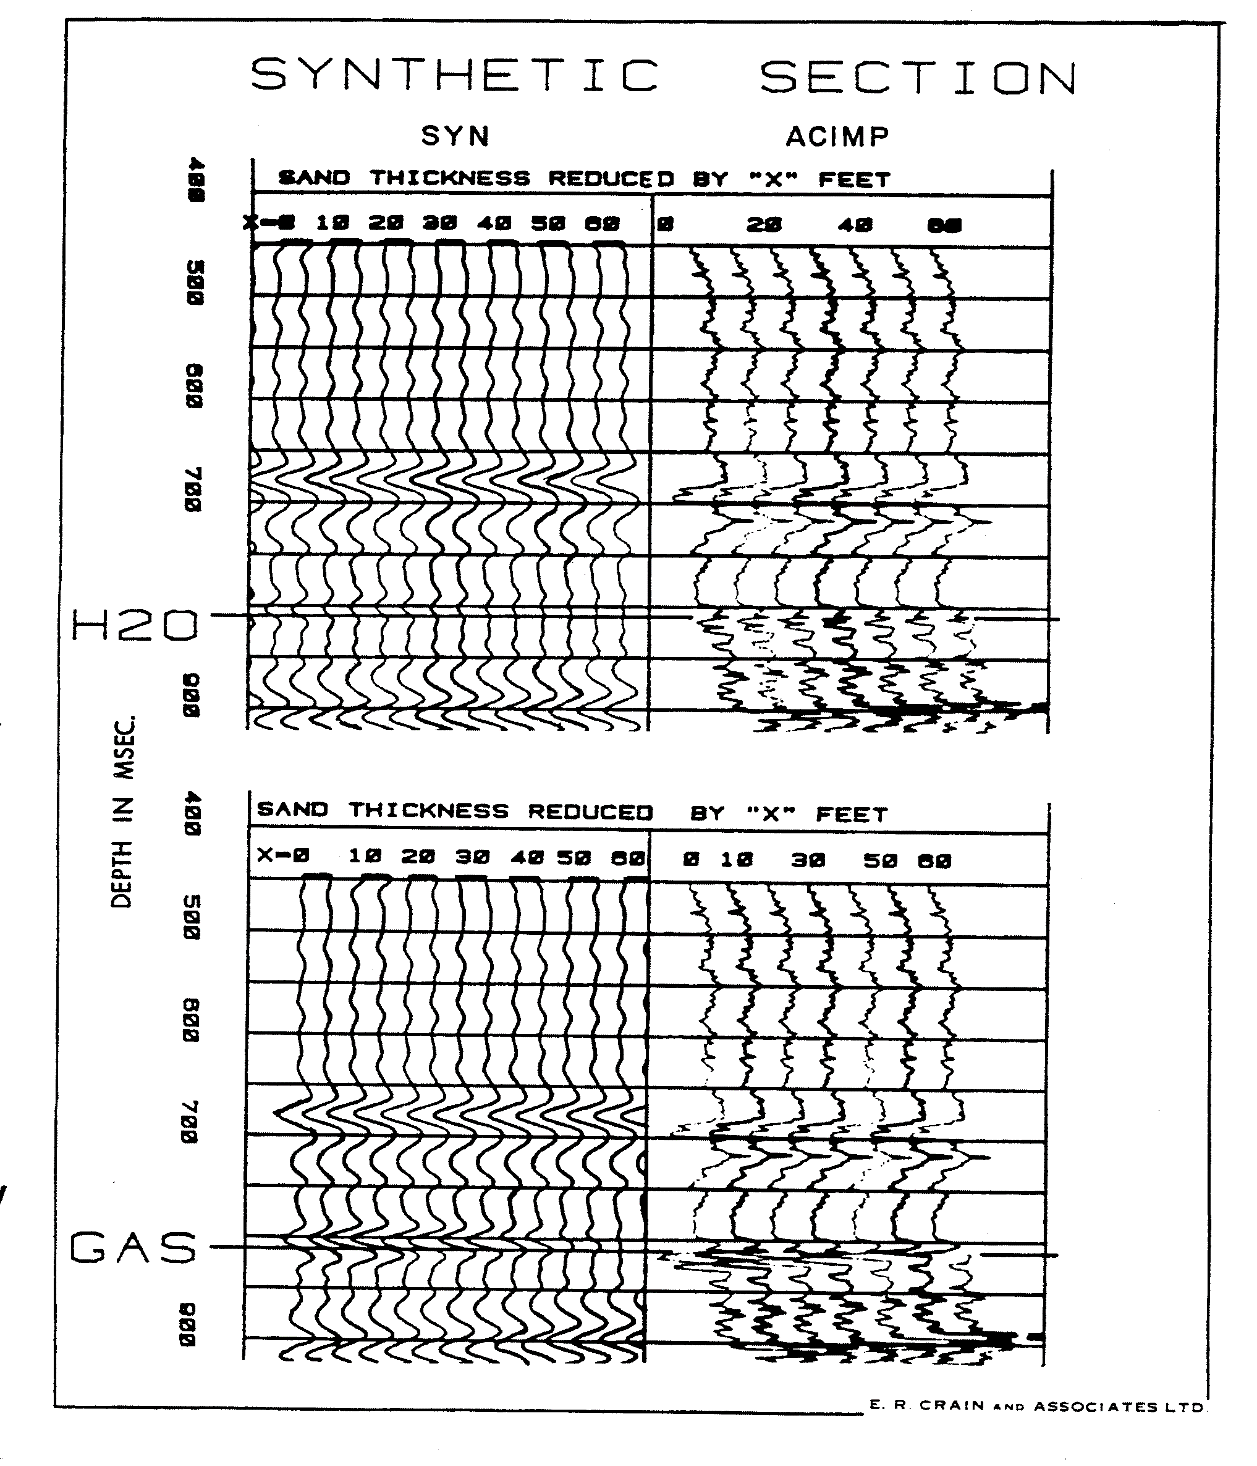 SYNTHETIC SECTION
SYN ACIMP
400
SAND THICKNESS REDUCED BY "X" FEET
X-0 10 20 30 40 50 60 0 20 40 60
500
600
700
H2O
900
DEPTH IN MSEC.
400
SAND THICKNESS REDUCED BY "X" FEET
X-0 10 20 30 40 50 60 0 10 30 50 60
500
600
700
GAS
900
E. R. CRAIN AND ASSOCIATES LTD.